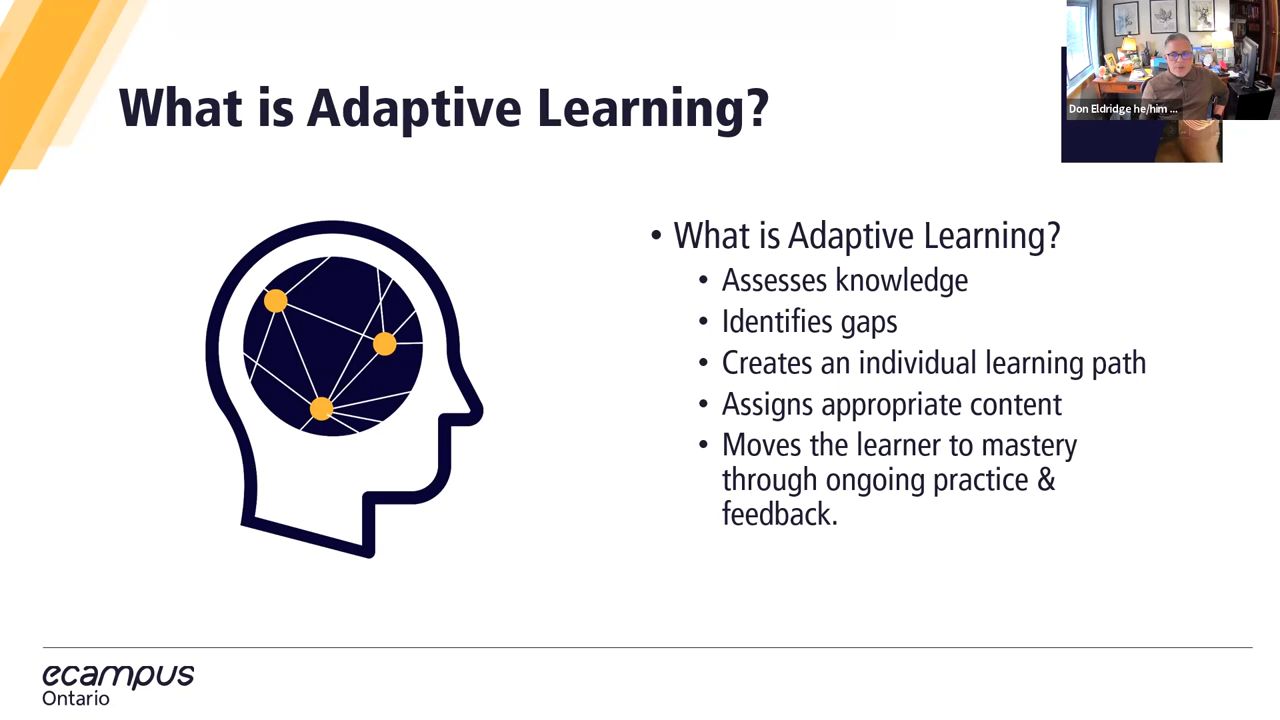 What is Adaptive Learning?
Don Eldridge he/him ...
• What is Adaptive Learning?
• Assesses knowledge
• Identifies gaps
• Creates an individual learning path
• Assigns appropriate content
• Moves the learner to mastery
through ongoing practice &
feedback.
ecampus
Ontario